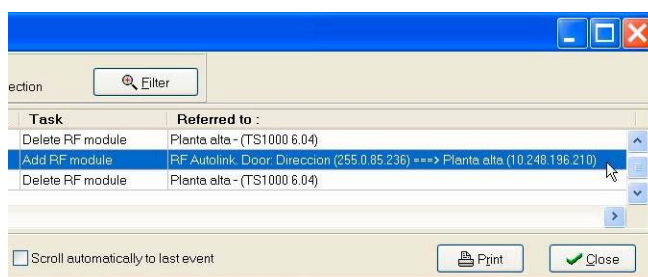 ection Filter
Task Referred to :
Delete RF module Planta alta - (TS1000 6.04)
Add RF module RF Autolink. Door: Direccion (255.0.85.236) ===> Planta alta (10.248.196.210)
Delete RF module Planta alta - (TS1000 6.04)
Scroll automatically to last event Print Close